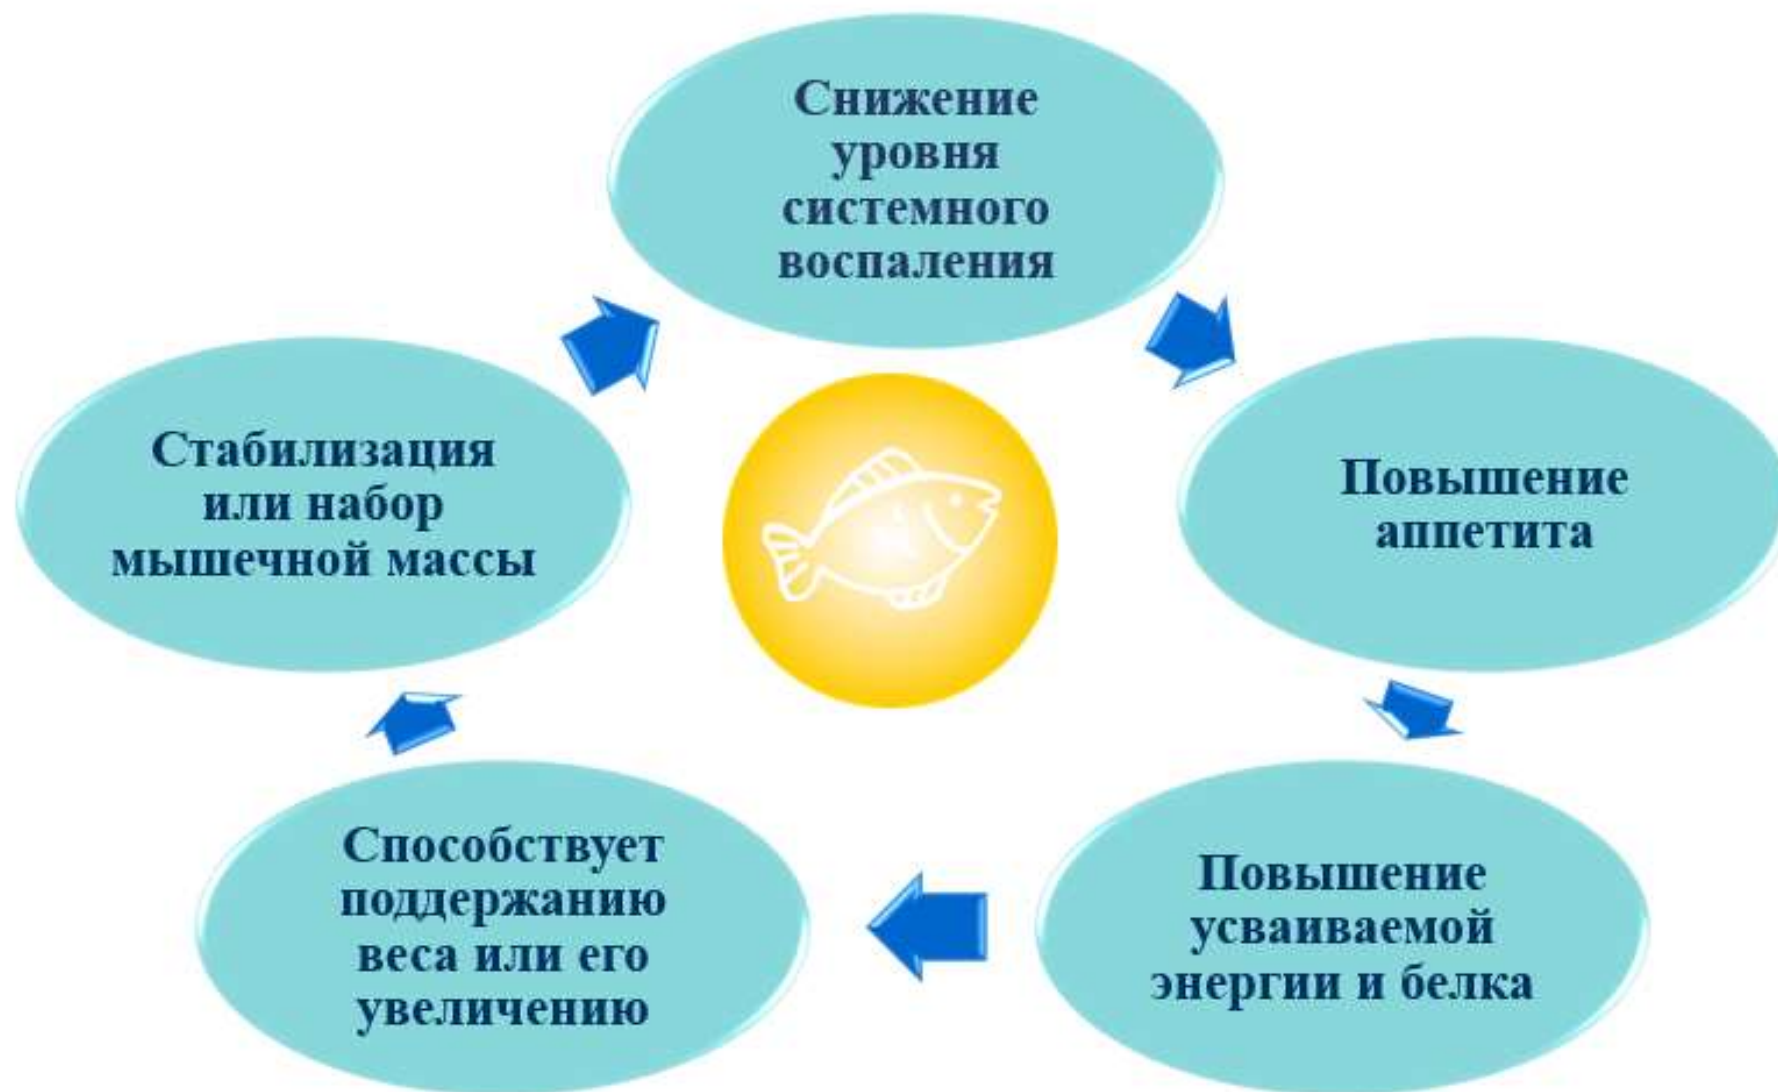 Снижение
уровня
системного
воспаления
Повышение
аппетита
Повышение
усваиваемой
энергии и белка
Способствует
поддержанию
веса или его
увеличению
Стабилизация
или набор
мышечной массы